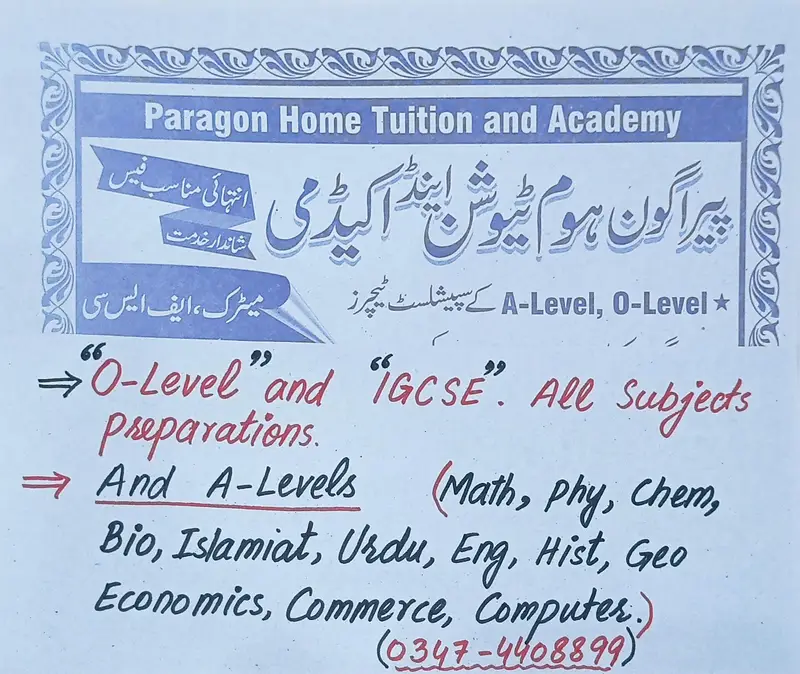 Paragon Home Tuition and Academy
پیراگون ہوم ٹیوشن اینڈ اکیڈمی
انتہائی مناسب فیس
شاندار خدمت
میٹرک، ایف ایس سی
★ A-Level, O-Level کے سپیشلسٹ ٹیچرز
⇒ "O-Level" and "IGCSE". All Subjects
preparations.
⇒ And A-Levels (Math, Phy, Chem,
Bio, Islamiat, Urdu, Eng, Hist, Geo
Economics, Commerce, Computer.)
(0347-4408899)